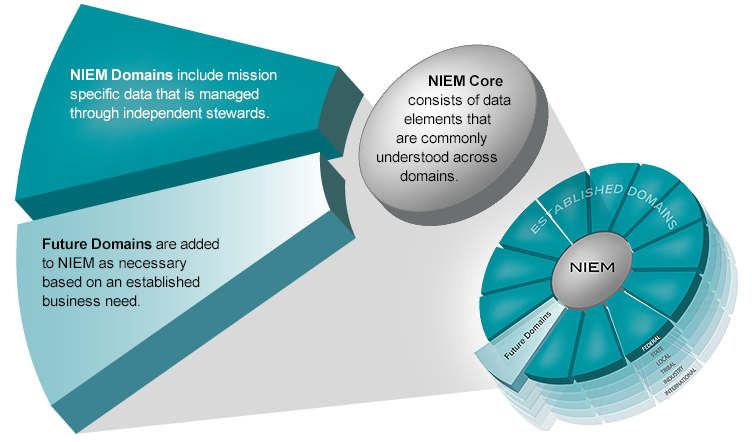 NIEM Domains include mission
specific data that is managed
through independent stewards.
NIEM Core
consists of data
elements that
are commonly
understood across
domains.
Future Domains are added
to NIEM as necessary
based on an established
business need.
ESTABLISHED DOMAINS
NIEM
Future Domains
FEDERAL
STATE
LOCAL
TRIBAL
INDUSTRY
INTERNATIONAL